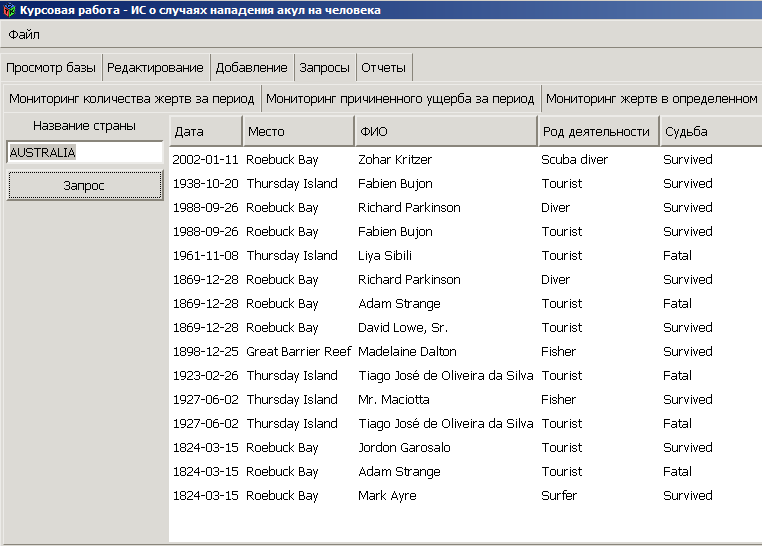 Курсовая работа - ИС о случаях нападения акул на человека
Файл
Просмотр базы Редактирование Добавление Запросы Отчеты
Мониторинг количества жертв за период Мониторинг причиненного ущерба за период Мониторинг жертв в определенном
Название страны
AUSTRALIA
Запрос
Дата Место ФИО Род деятельности Судьба
2002-01-11 Roebuck Bay Zohar Kritzer Scuba diver Survived
1938-10-20 Thursday Island Fabien Bujon Tourist Survived
1988-09-26 Roebuck Bay Richard Parkinson Diver Survived
1988-09-26 Roebuck Bay Fabien Bujon Tourist Survived
1961-11-08 Thursday Island Liya Sibili Tourist Fatal
1869-12-28 Roebuck Bay Richard Parkinson Diver Survived
1869-12-28 Roebuck Bay Adam Strange Tourist Fatal
1869-12-28 Roebuck Bay David Lowe, Sr. Tourist Survived
1898-12-25 Great Barrier Reef Madelaine Dalton Fisher Survived
1923-02-26 Thursday Island Tiago José de Oliveira da Silva Tourist Fatal
1927-06-02 Thursday Island Mr. Maciotta Fisher Survived
1927-06-02 Thursday Island Tiago José de Oliveira da Silva Tourist Fatal
1824-03-15 Roebuck Bay Jordon Garosalo Tourist Survived
1824-03-15 Roebuck Bay Adam Strange Tourist Fatal
1824-03-15 Roebuck Bay Mark Ayre Surfer Survived